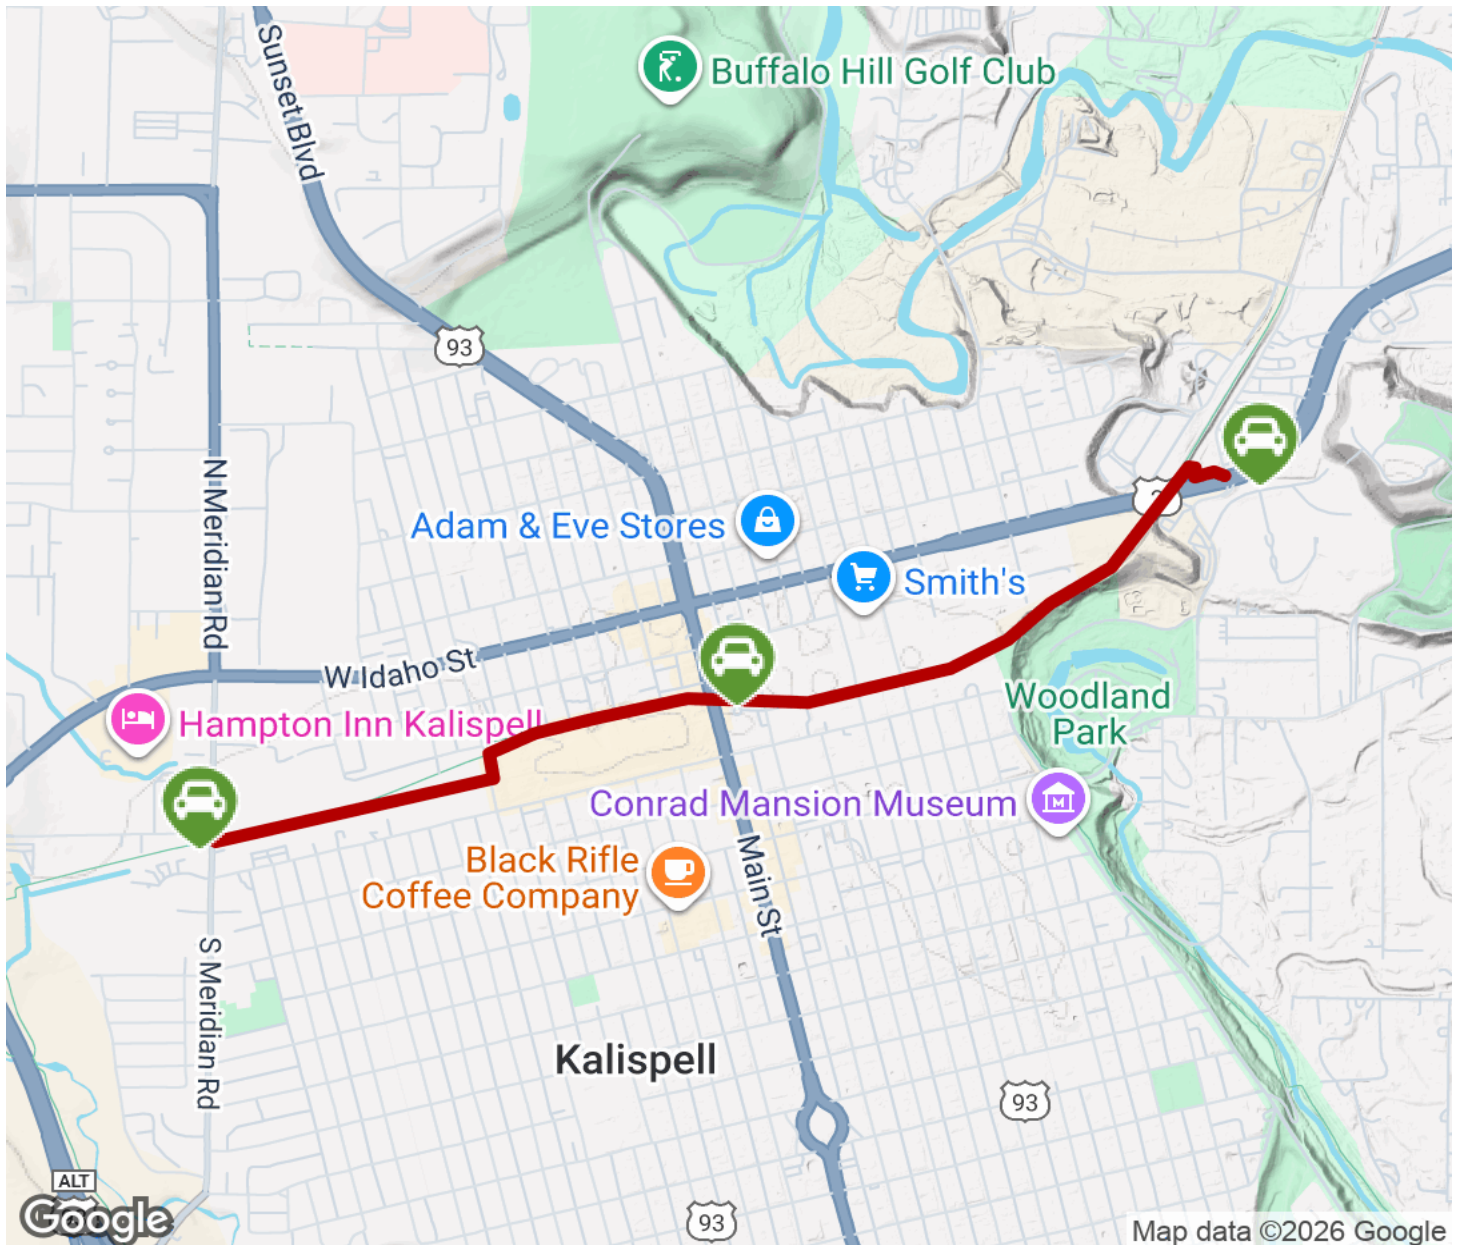 Sunset Blvd
Buffalo Hill Golf Club
93
N Meridian Rd
Adam & Eve Stores
Smith's
W Idaho St
Hampton Inn Kalispell
Woodland
Park
Conrad Mansion Museum
Black Rifle
Coffee Company
Main St
S Meridian Rd
Kalispell
93
ALT
93
Google
Map data ©2026 Google